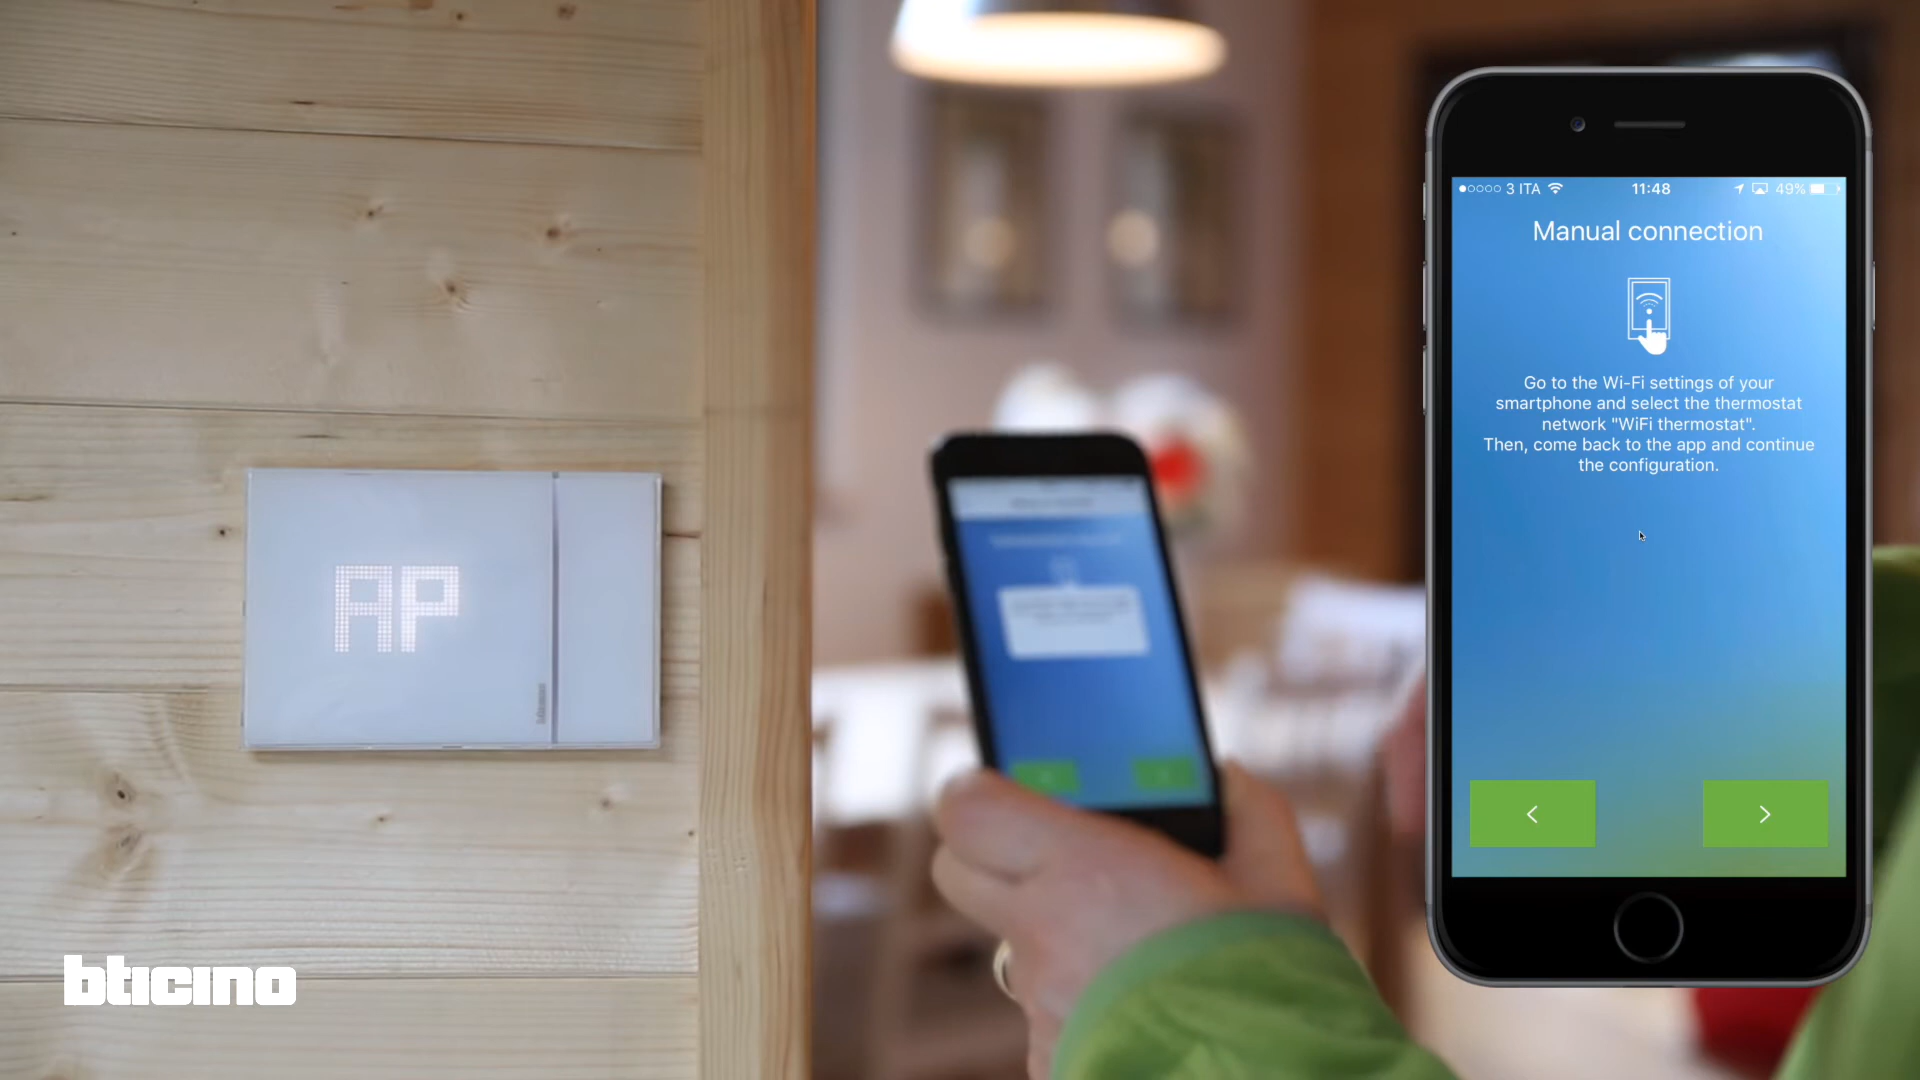 AP
bticino
3 ITA
11:48
49%
Manual connection
Go to the Wi-Fi settings of your
smartphone and select the thermostat
network "WiFi thermostat".
Then, come back to the app and continue
the configuration.
bticino